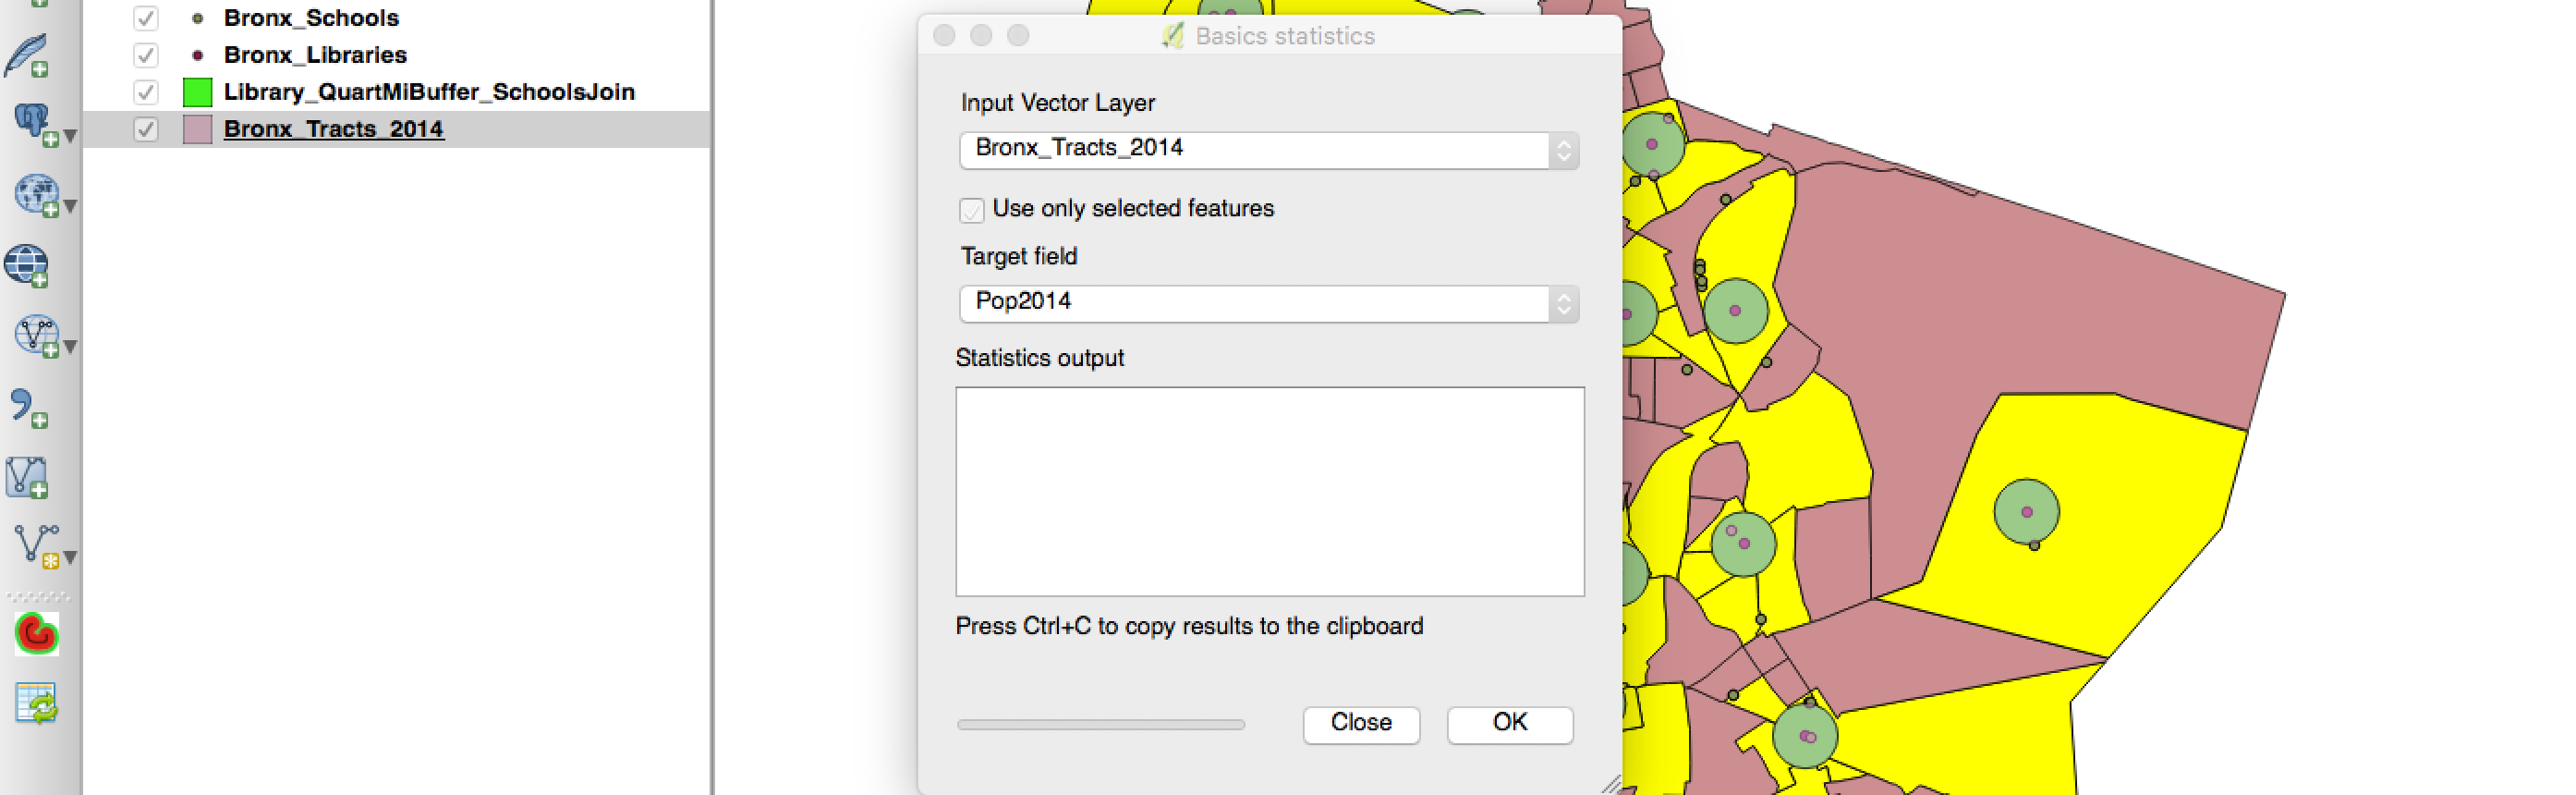 Bronx_Schools
Bronx_Libraries
Library_QuartMiBuffer_SchoolsJoin
Bronx_Tracts_2014
Basics statistics
Input Vector Layer
Bronx_Tracts_2014
Use only selected features
Target field
Pop2014
Statistics output
Press Ctrl+C to copy results to the clipboard
Close OK